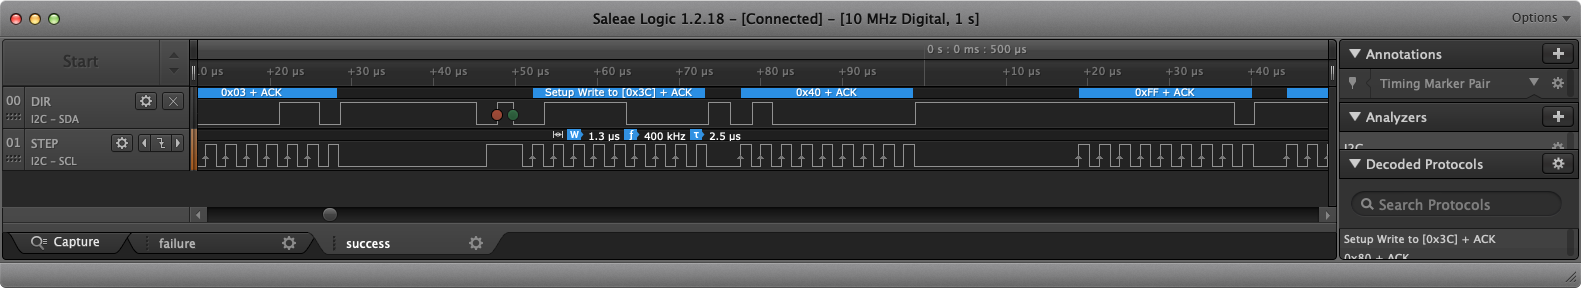 Saleae Logic 1.2.18 – [Connected] – [10 MHz Digital, 1 s]
Options
Start
0 s : 0 ms : 500 µs
+20 µs +30 µs +40 µs +50 µs +60 µs +70 µs +80 µs +90 µs +10 µs +20 µs +30 µs +40 µs
00 DIR
I2C – SDA
0x03 + ACK
Setup Write to [0x3C] + ACK
0x40 + ACK
0xFF + ACK
01 STEP
I2C – SCL
W 1.3 µs f 400 kHz T 2.5 µs
Capture
failure
success
Annotations
Timing Marker Pair
Analyzers
I2C
Decoded Protocols
Search Protocols
Setup Write to [0x3C] + ACK
0x80 + ACK